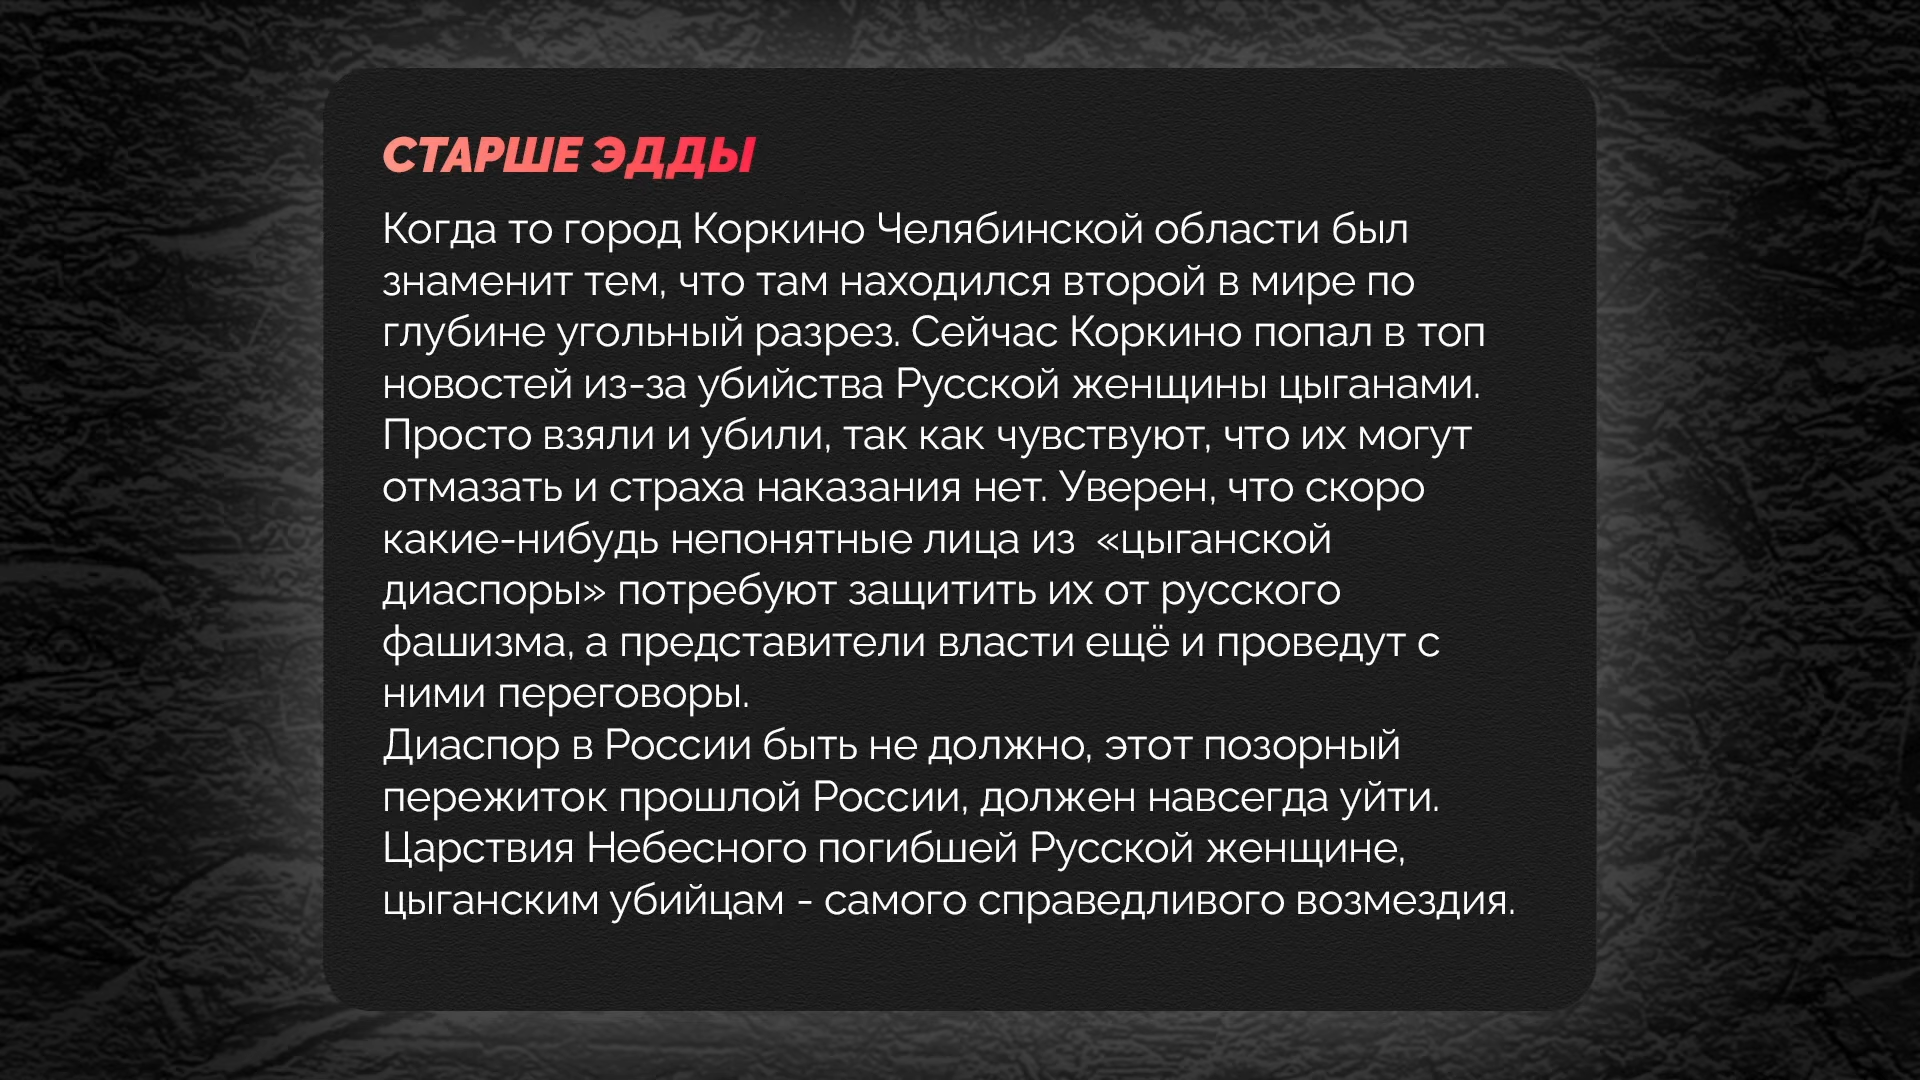 СТАРШЕ ЭДДЫ
Когда то город Коркино Челябинской области был
знаменит тем, что там находился второй в мире по
глубине угольный разрез. Сейчас Коркино попал в топ
новостей из-за убийства Русской женщины цыганами.
Просто взяли и убили, так как чувствуют, что их могут
отмазать и страха наказания нет. Уверен, что скоро
какие-нибудь непонятные лица из «цыганской
диаспоры» потребуют защитить их от русского
фашизма, а представители власти ещё и проведут с
ними переговоры.
Диаспор в России быть не должно, этот позорный
пережиток прошлой России, должен навсегда уйти.
Царствия Небесного погибшей Русской женщине,
цыганским убийцам - самого справедливого возмездия.